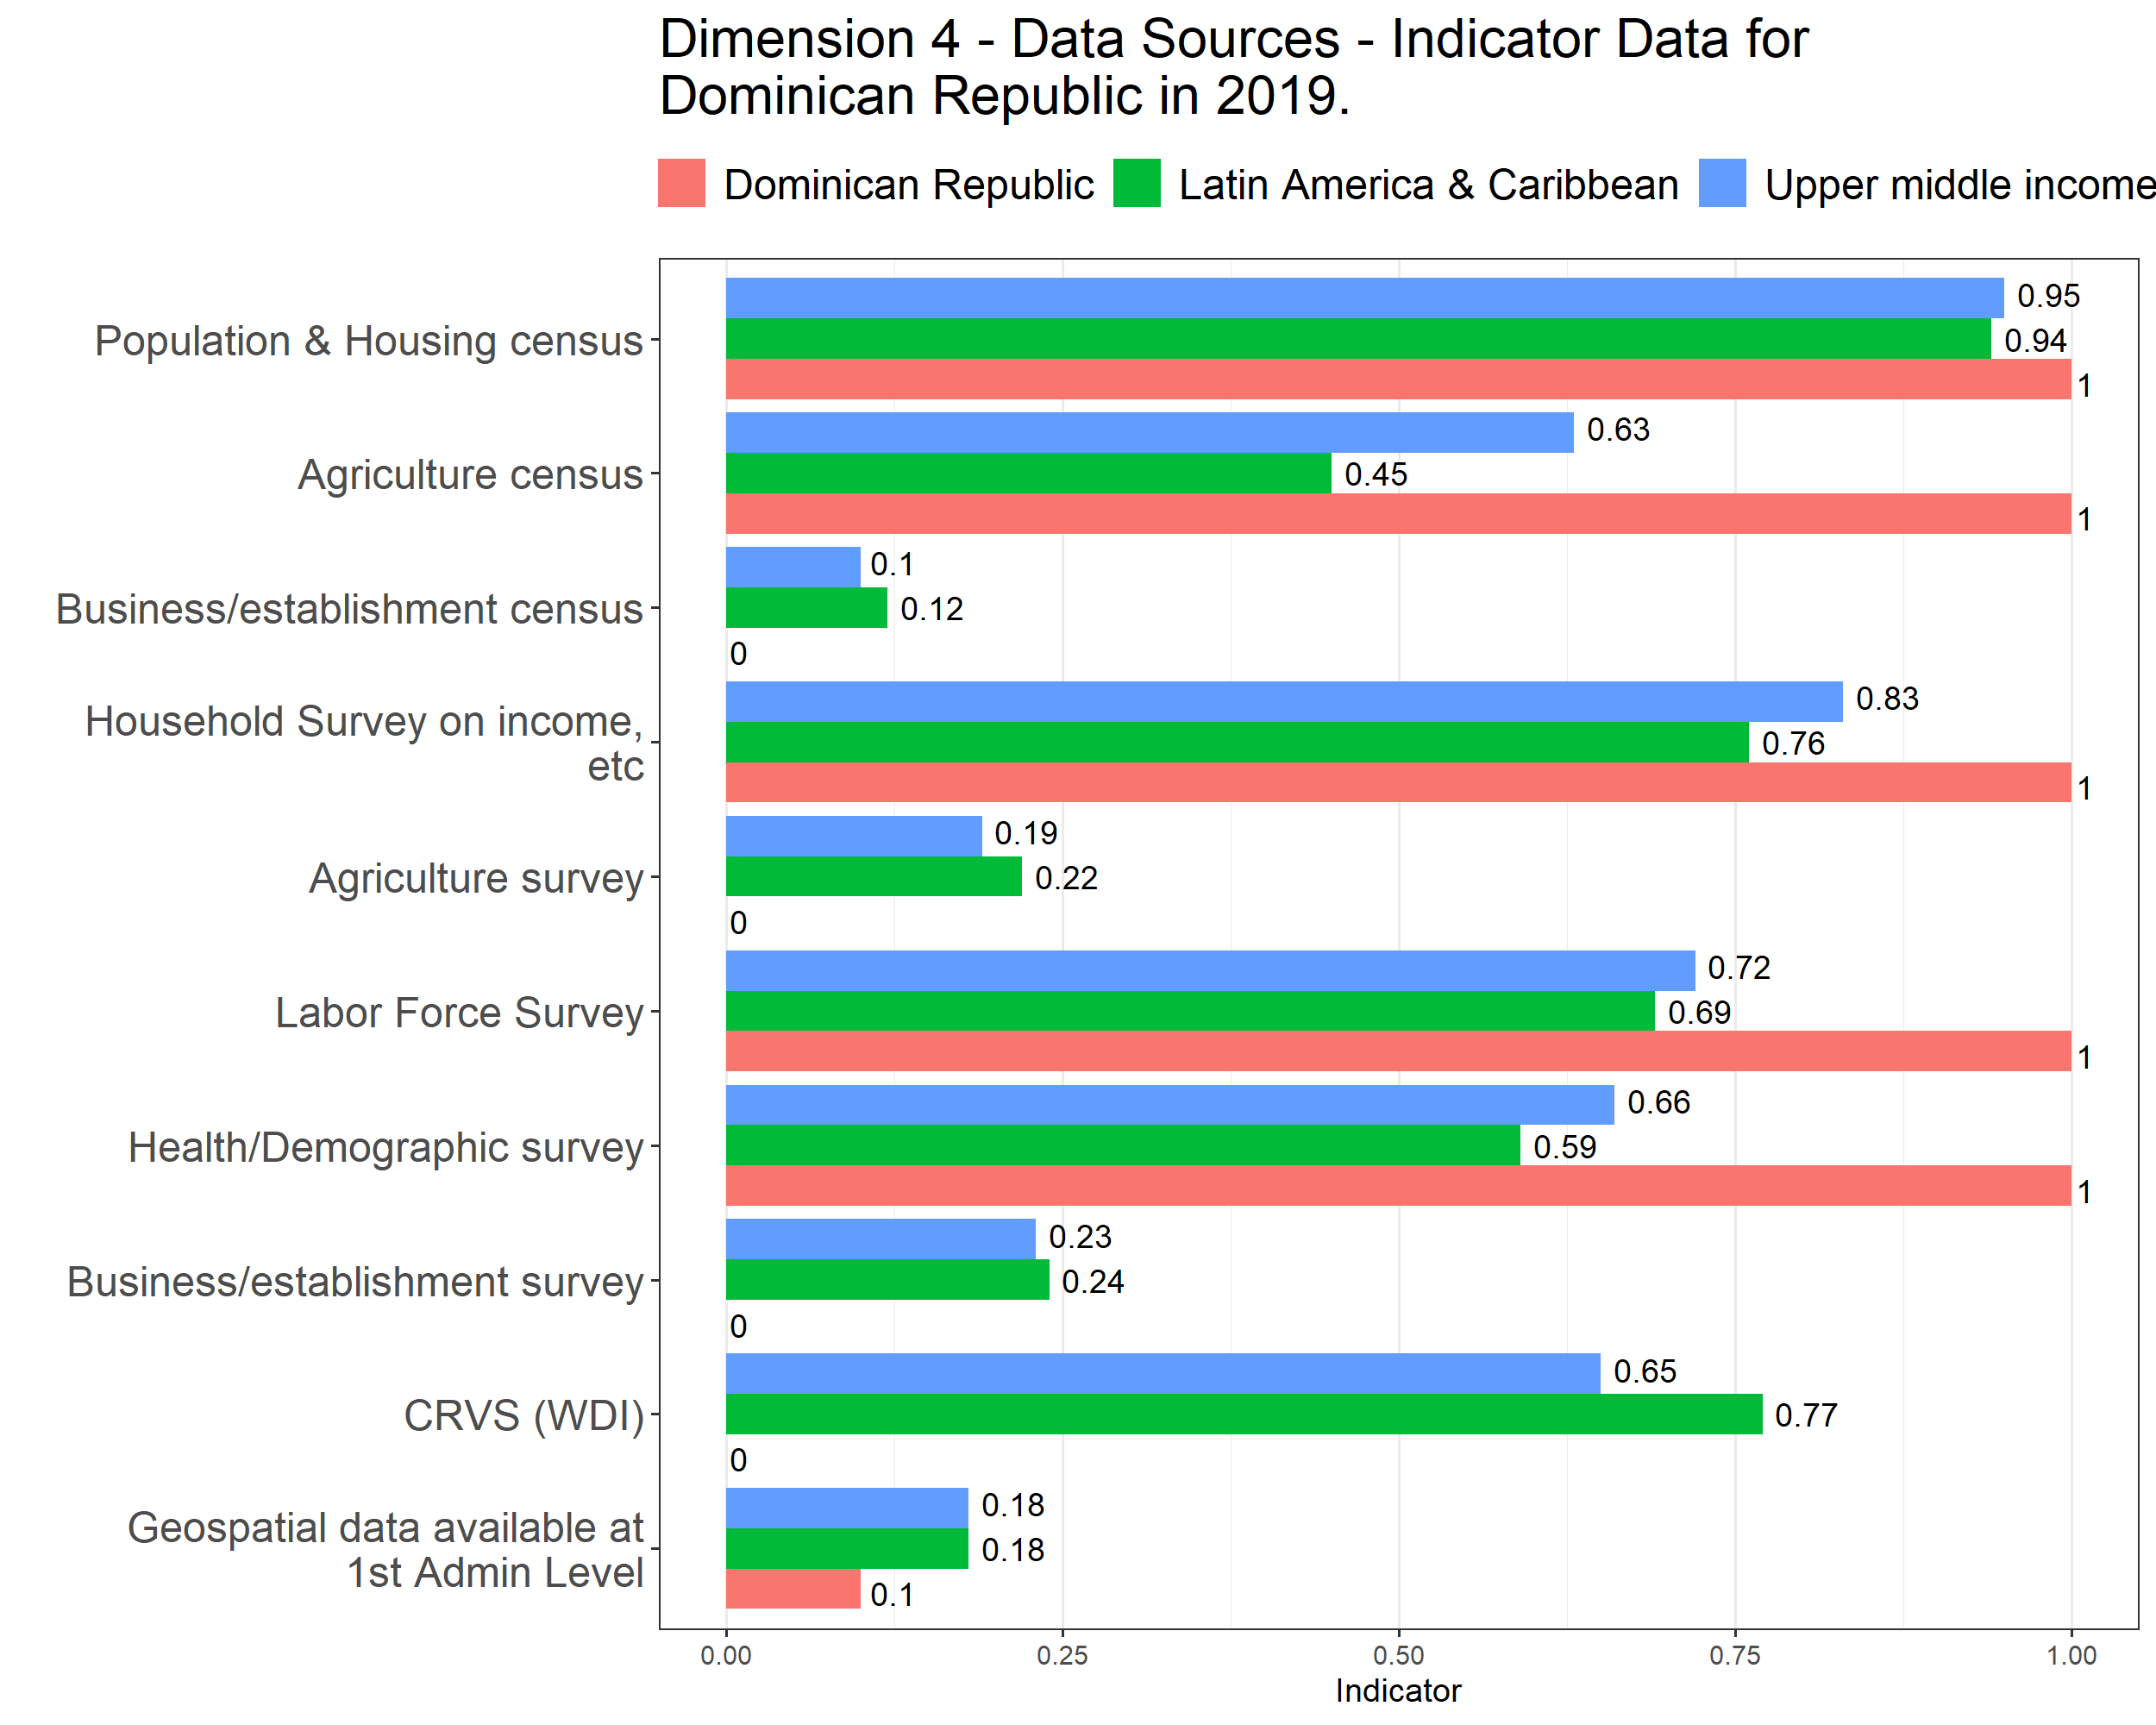 Dimension 4 - Data Sources - Indicator Data for
Dominican Republic in 2019.
Dominican Republic
Latin America & Caribbean
Upper middle income
Population & Housing census
0.95
0.94
1
Agriculture census
0.63
0.45
1
Business/establishment census
0.1
0.12
0
Household Survey on income,
etc
0.83
0.76
1
Agriculture survey
0.19
0.22
0
Labor Force Survey
0.72
0.69
1
Health/Demographic survey
0.66
0.59
1
Business/establishment survey
0.23
0.24
0
CRVS (WDI)
0.65
0.77
0
Geospatial data available at
1st Admin Level
0.18
0.18
0.1
0.00
0.25
0.50
0.75
1.00
Indicator